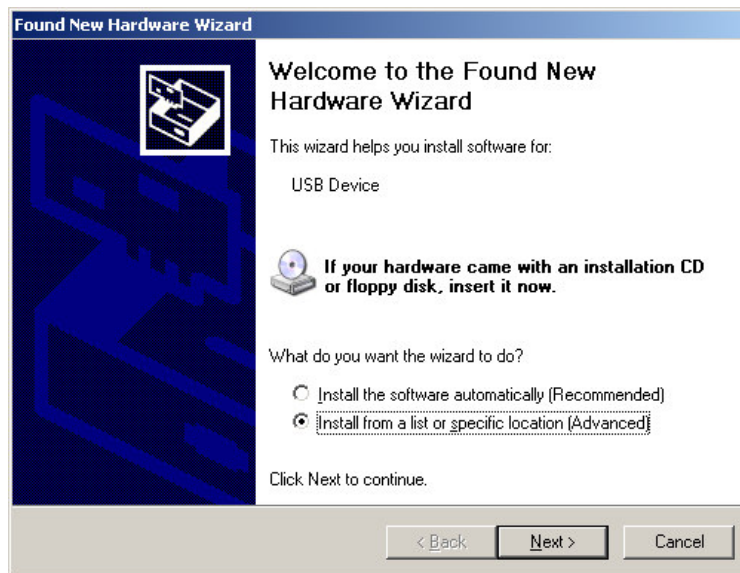 Found New Hardware Wizard
Welcome to the Found New
Hardware Wizard
This wizard helps you install software for:
USB Device
If your hardware came with an installation CD
or floppy disk, insert it now.
What do you want the wizard to do?
Install the software automatically (Recommended)
Install from a list or specific location (Advanced)
Click Next to continue.
< Back Next > Cancel